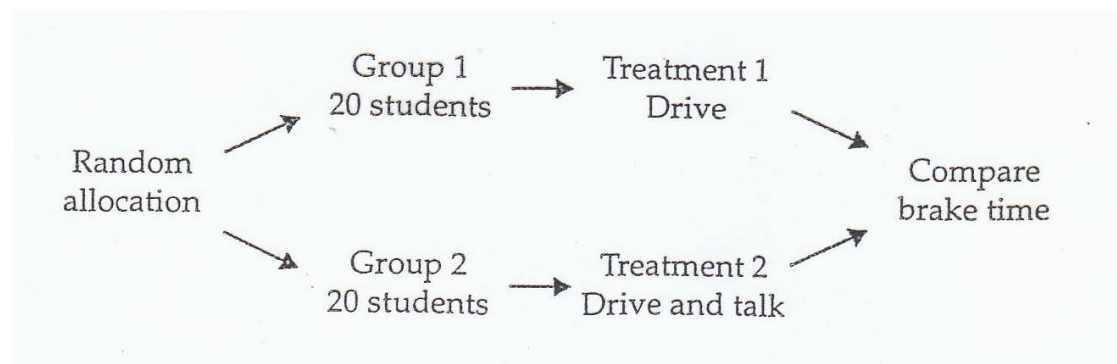 Random
allocation
Group 1
20 students
Treatment 1
Drive
Group 2
20 students
Treatment 2
Drive and talk
Compare
brake time